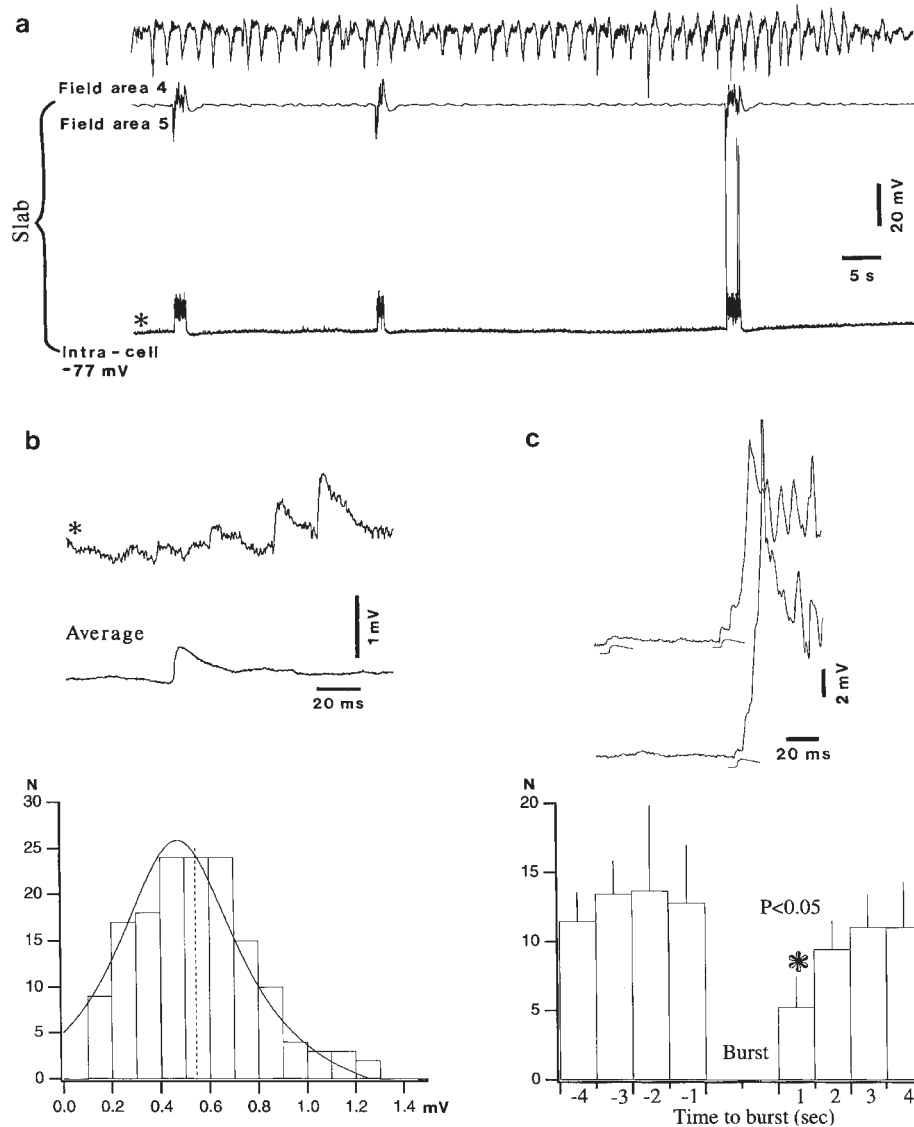 a
Field area 4
Field area 5
Slab
20 mV
5 s
*
Intra-cell
-77 mV
b
*
Average
1mV
20 ms
c
2 mV
20 ms
N
30
25
20
15
10
5
0
0.0 0.2 0.4 0.6 0.8 1.0 1.2 1.4 mV
N
20
15
10
5
0
P<0.05
*
Burst
-4 -3 -2 -1 1 2 3 4
Time to burst (sec)